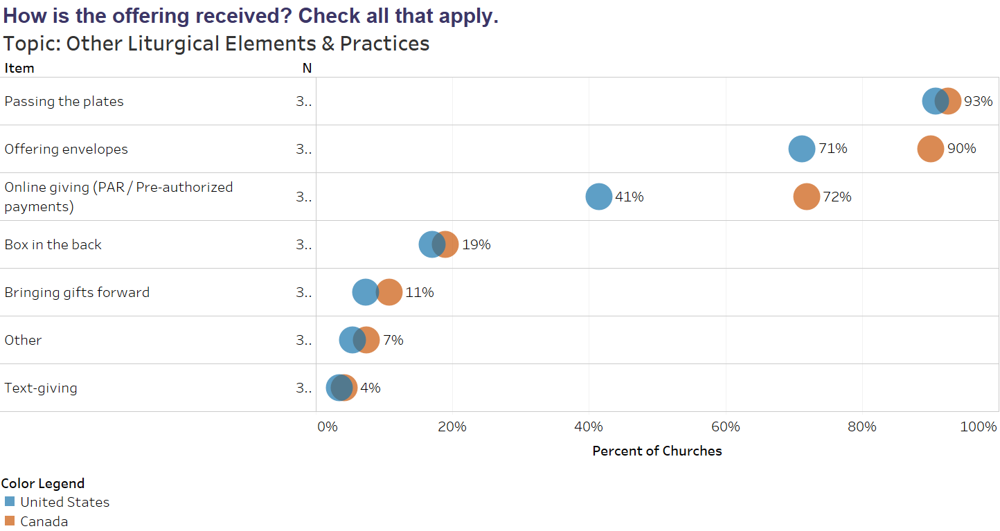 How is the offering received? Check all that apply.
Topic: Other Liturgical Elements & Practices
Item N
Passing the plates 3.. 93%
Offering envelopes 3.. 71% 90%
Online giving (PAR / Pre-authorized
payments) 3.. 41% 72%
Box in the back 3.. 19%
Bringing gifts forward 3.. 11%
Other 3.. 7%
Text-giving 3.. 4%
0% 20% 40% 60% 80% 100%
Percent of Churches
Color Legend
United States
Canada